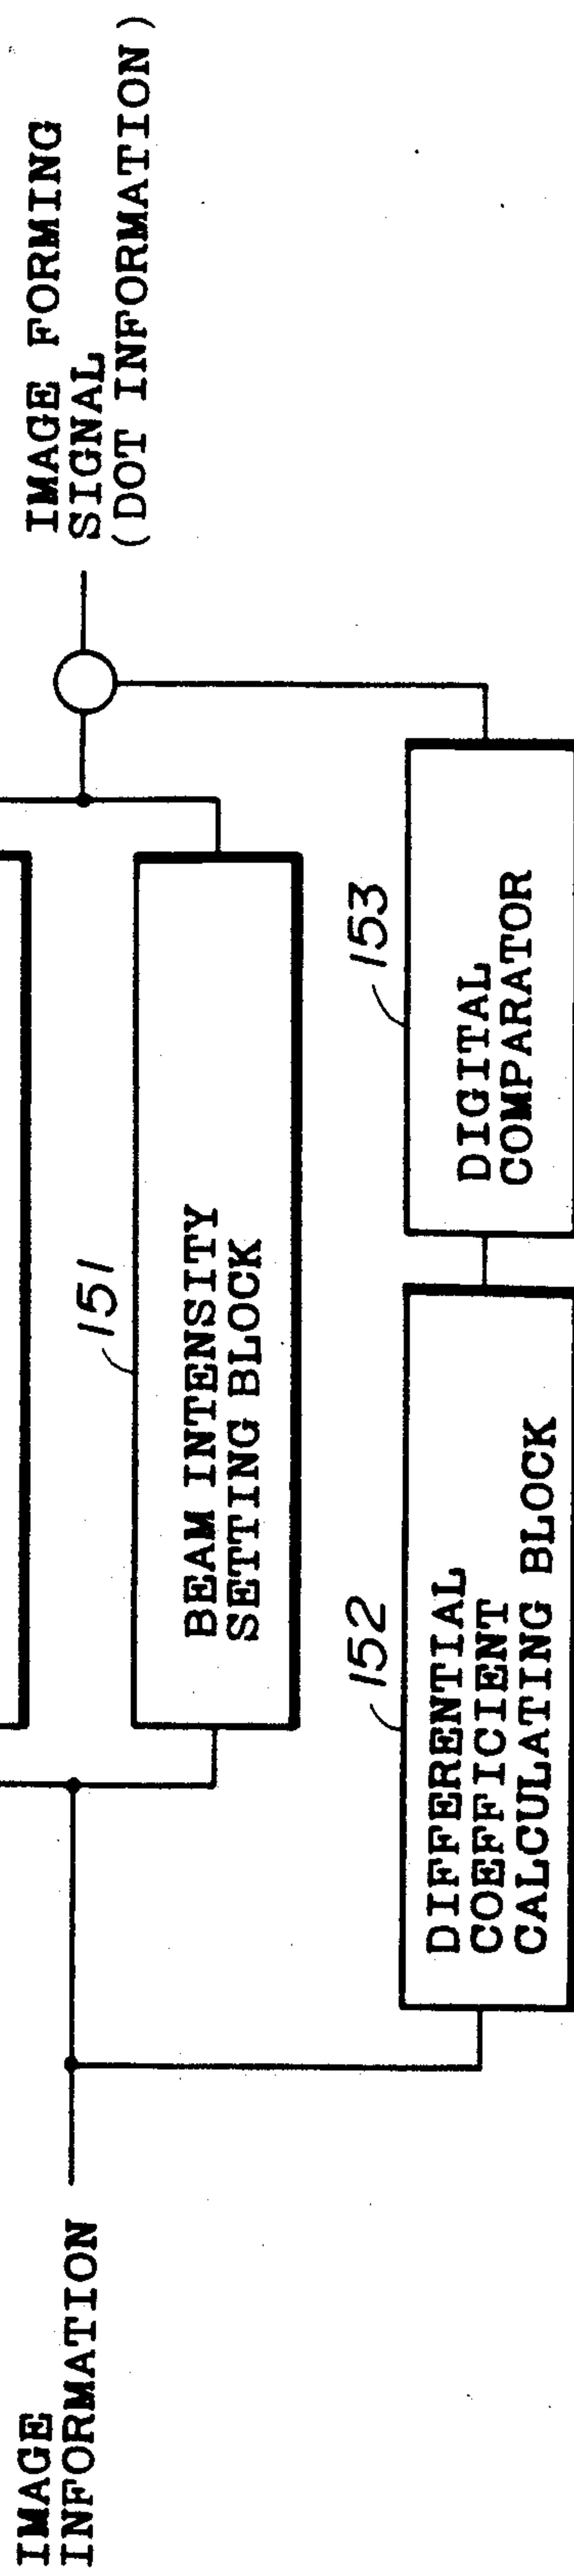 IMAGE
INFORMATION
151
BEAM INTENSITY
SETTING BLOCK
152
DIFFERENTIAL
COEFFICIENT
CALCULATING BLOCK
153
DIGITAL
COMPARATOR
IMAGE FORMING
SIGNAL
(DOT INFORMATION)